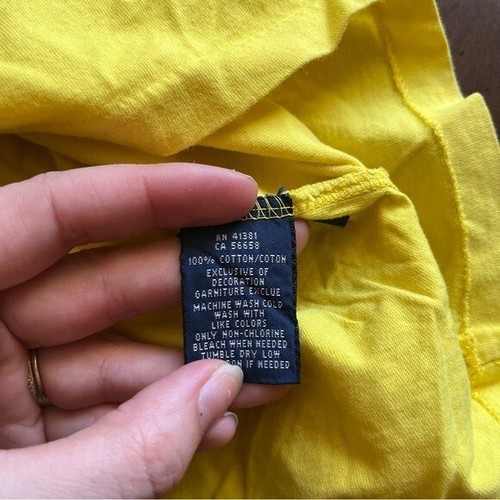 RN 41381
CA 56658
100% COTTON/COTON
EXCLUSIVE OF
DECORATION
GARNITURE EXCLUE
MACHINE WASH COLD
WASH WITH
LIKE COLORS
ONLY NON-CHLORINE
BLEACH WHEN NEEDED
TUMBLE DRY LOW
IF NEEDED